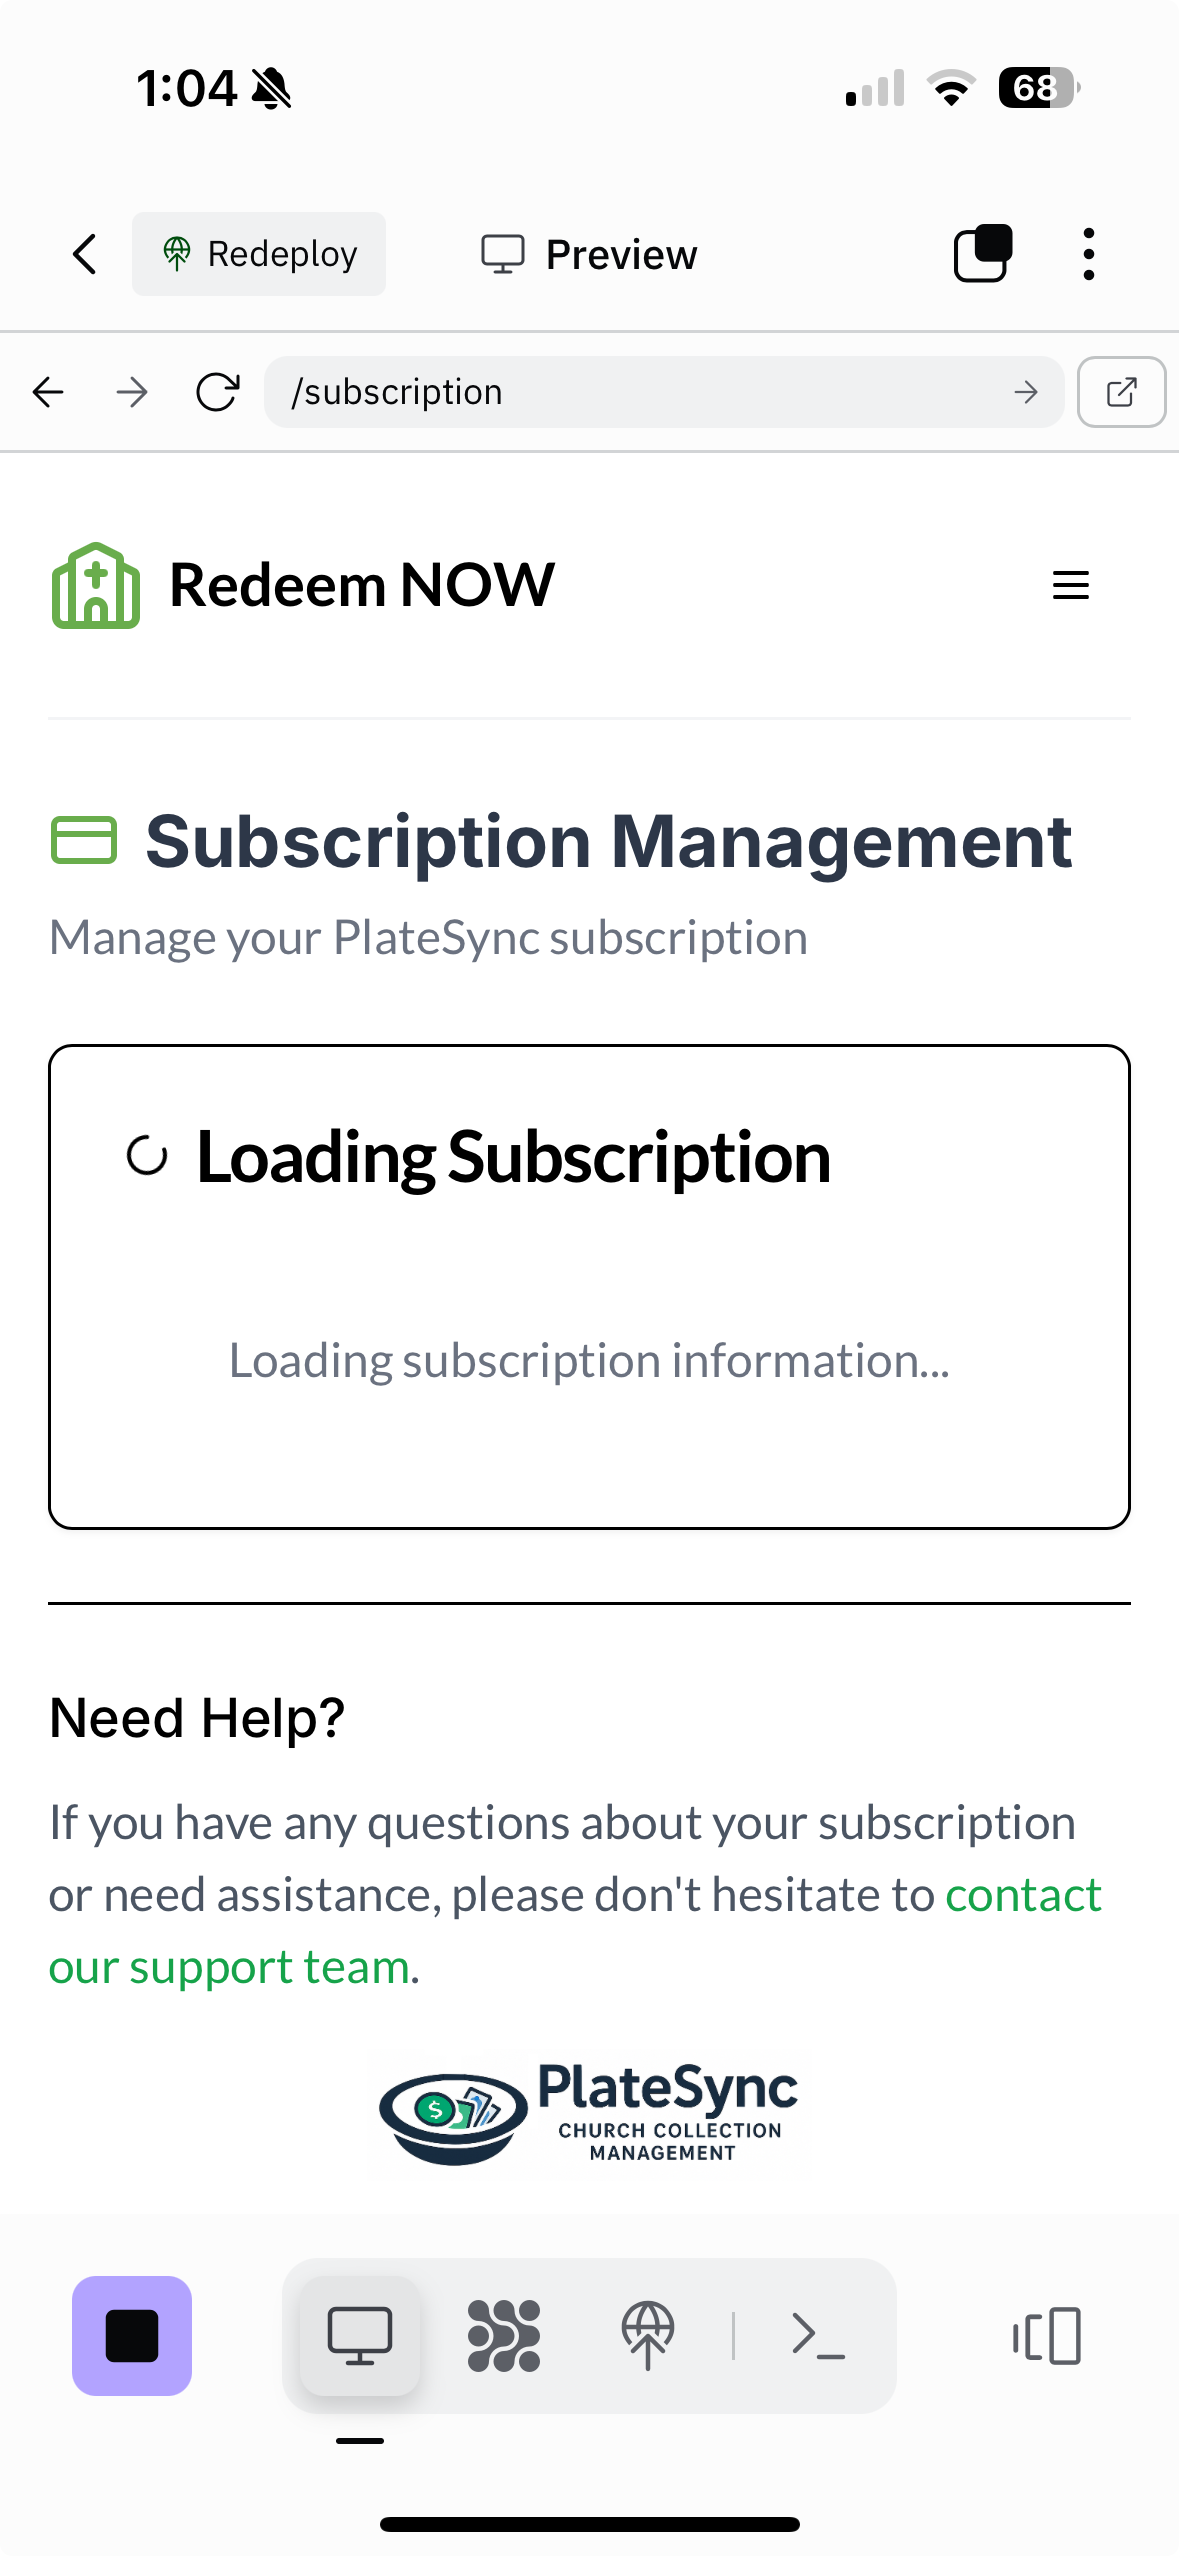 1:04
68
Redeploy
Preview
/subscription
Redeem NOW
Subscription Management
Manage your PlateSync subscription
Loading Subscription
Loading subscription information...
Need Help?
If you have any questions about your subscription
or need assistance, please don't hesitate to contact
our support team.
PlateSync
CHURCH COLLECTION
MANAGEMENT